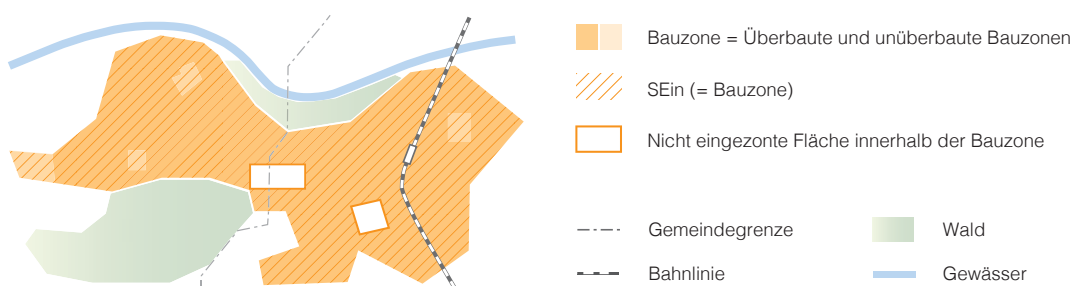 Bauzone = Überbaute und unüberbaute Bauzonen
SEin (= Bauzone)
Nicht eingezonte Fläche innerhalb der Bauzone
Gemeindegrenze
Wald
Bahnlinie
Gewässer